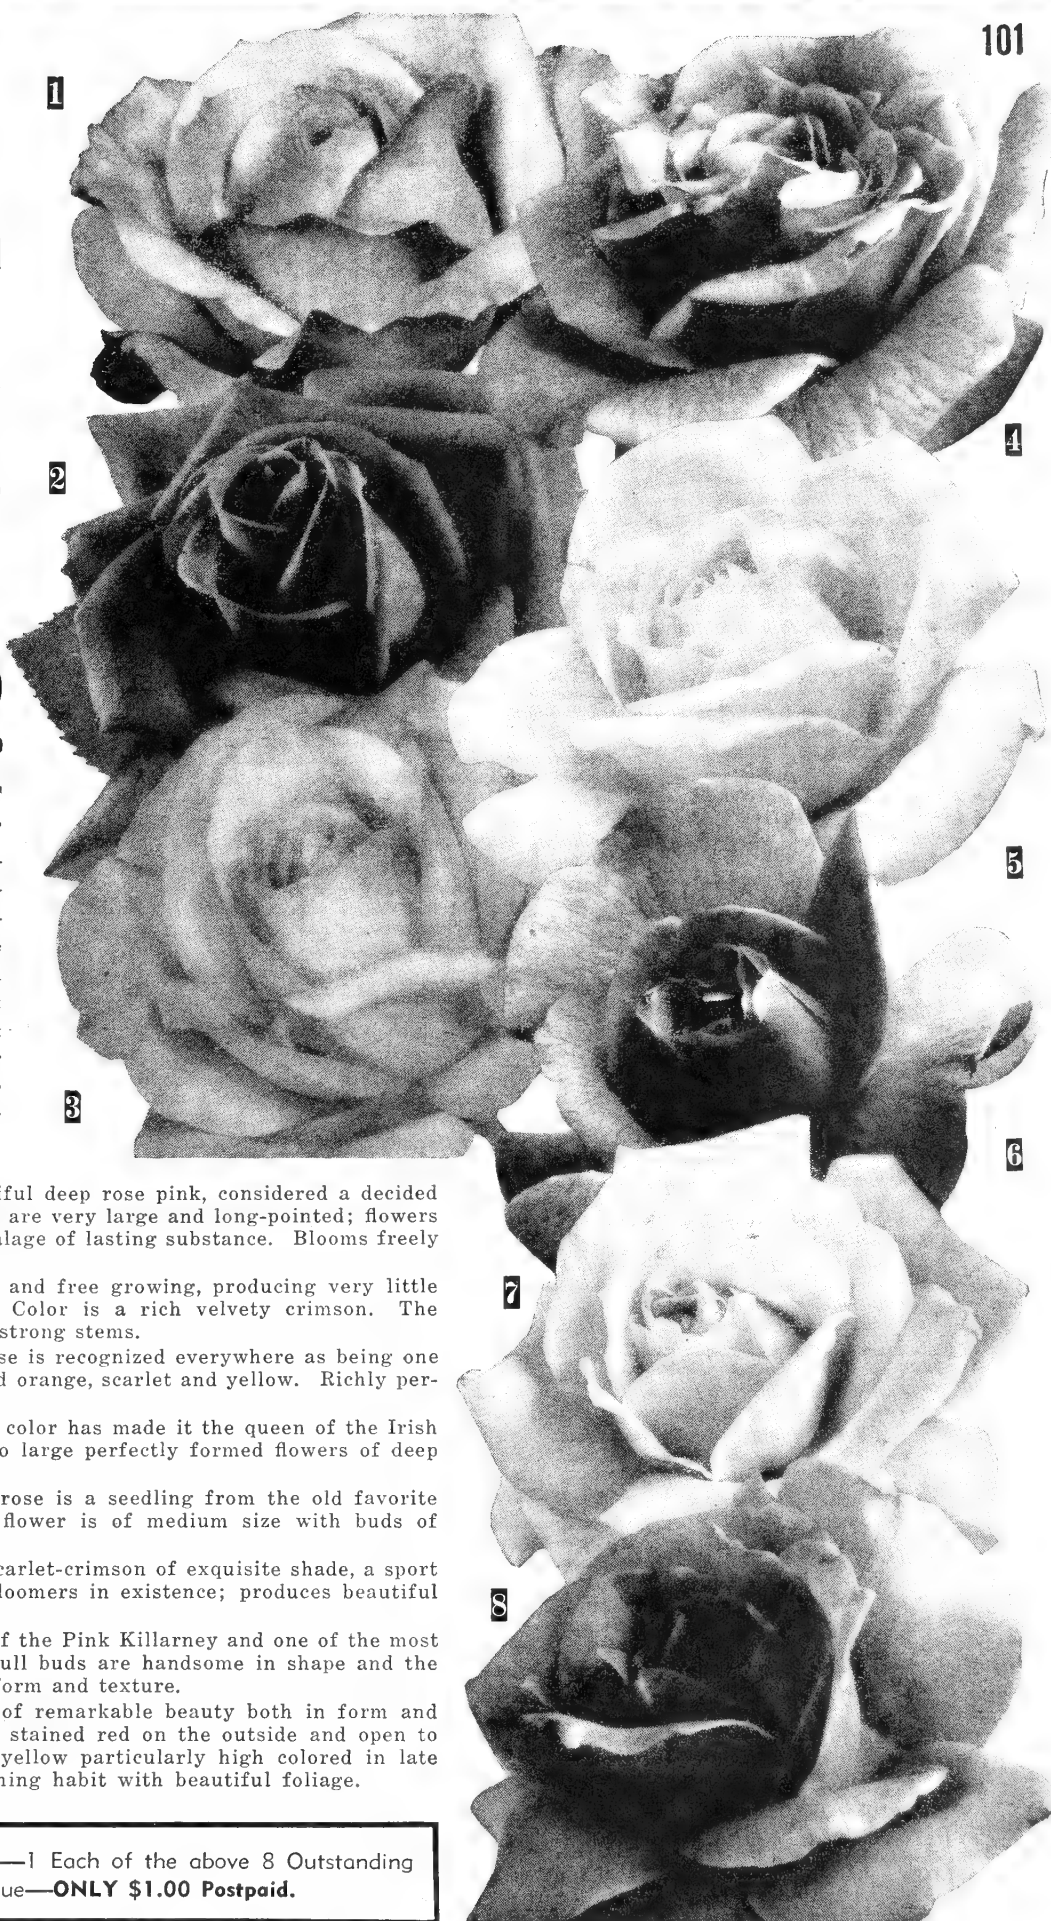 101
1
2
3
4
5
6
7
8
deep rose pink, considered a decided
are very large and long-pointed; flowers
of lasting substance. Blooms freely
and free growing, producing very little
Color is a rich velvety crimson. The
strong stems.
is recognized everywhere as being one
orange, scarlet and yellow. Richly per-
color has made it the queen of the Irish
large perfectly formed flowers of deep
rose is a seedling from the old favorite
flower is of medium size with buds of
carlet-crimson of exquisite shade, a sport
loomers in existence; produces beautiful
f the Pink Killarney and one of the most
ull buds are handsome in shape and the
orm and texture.
of remarkable beauty both in form and
stained red on the outside and open to
yellow particularly high colored in late
ning habit with beautiful foliage.
—1 Each of the above 8 Outstanding
ue—ONLY $1.00 Postpaid.